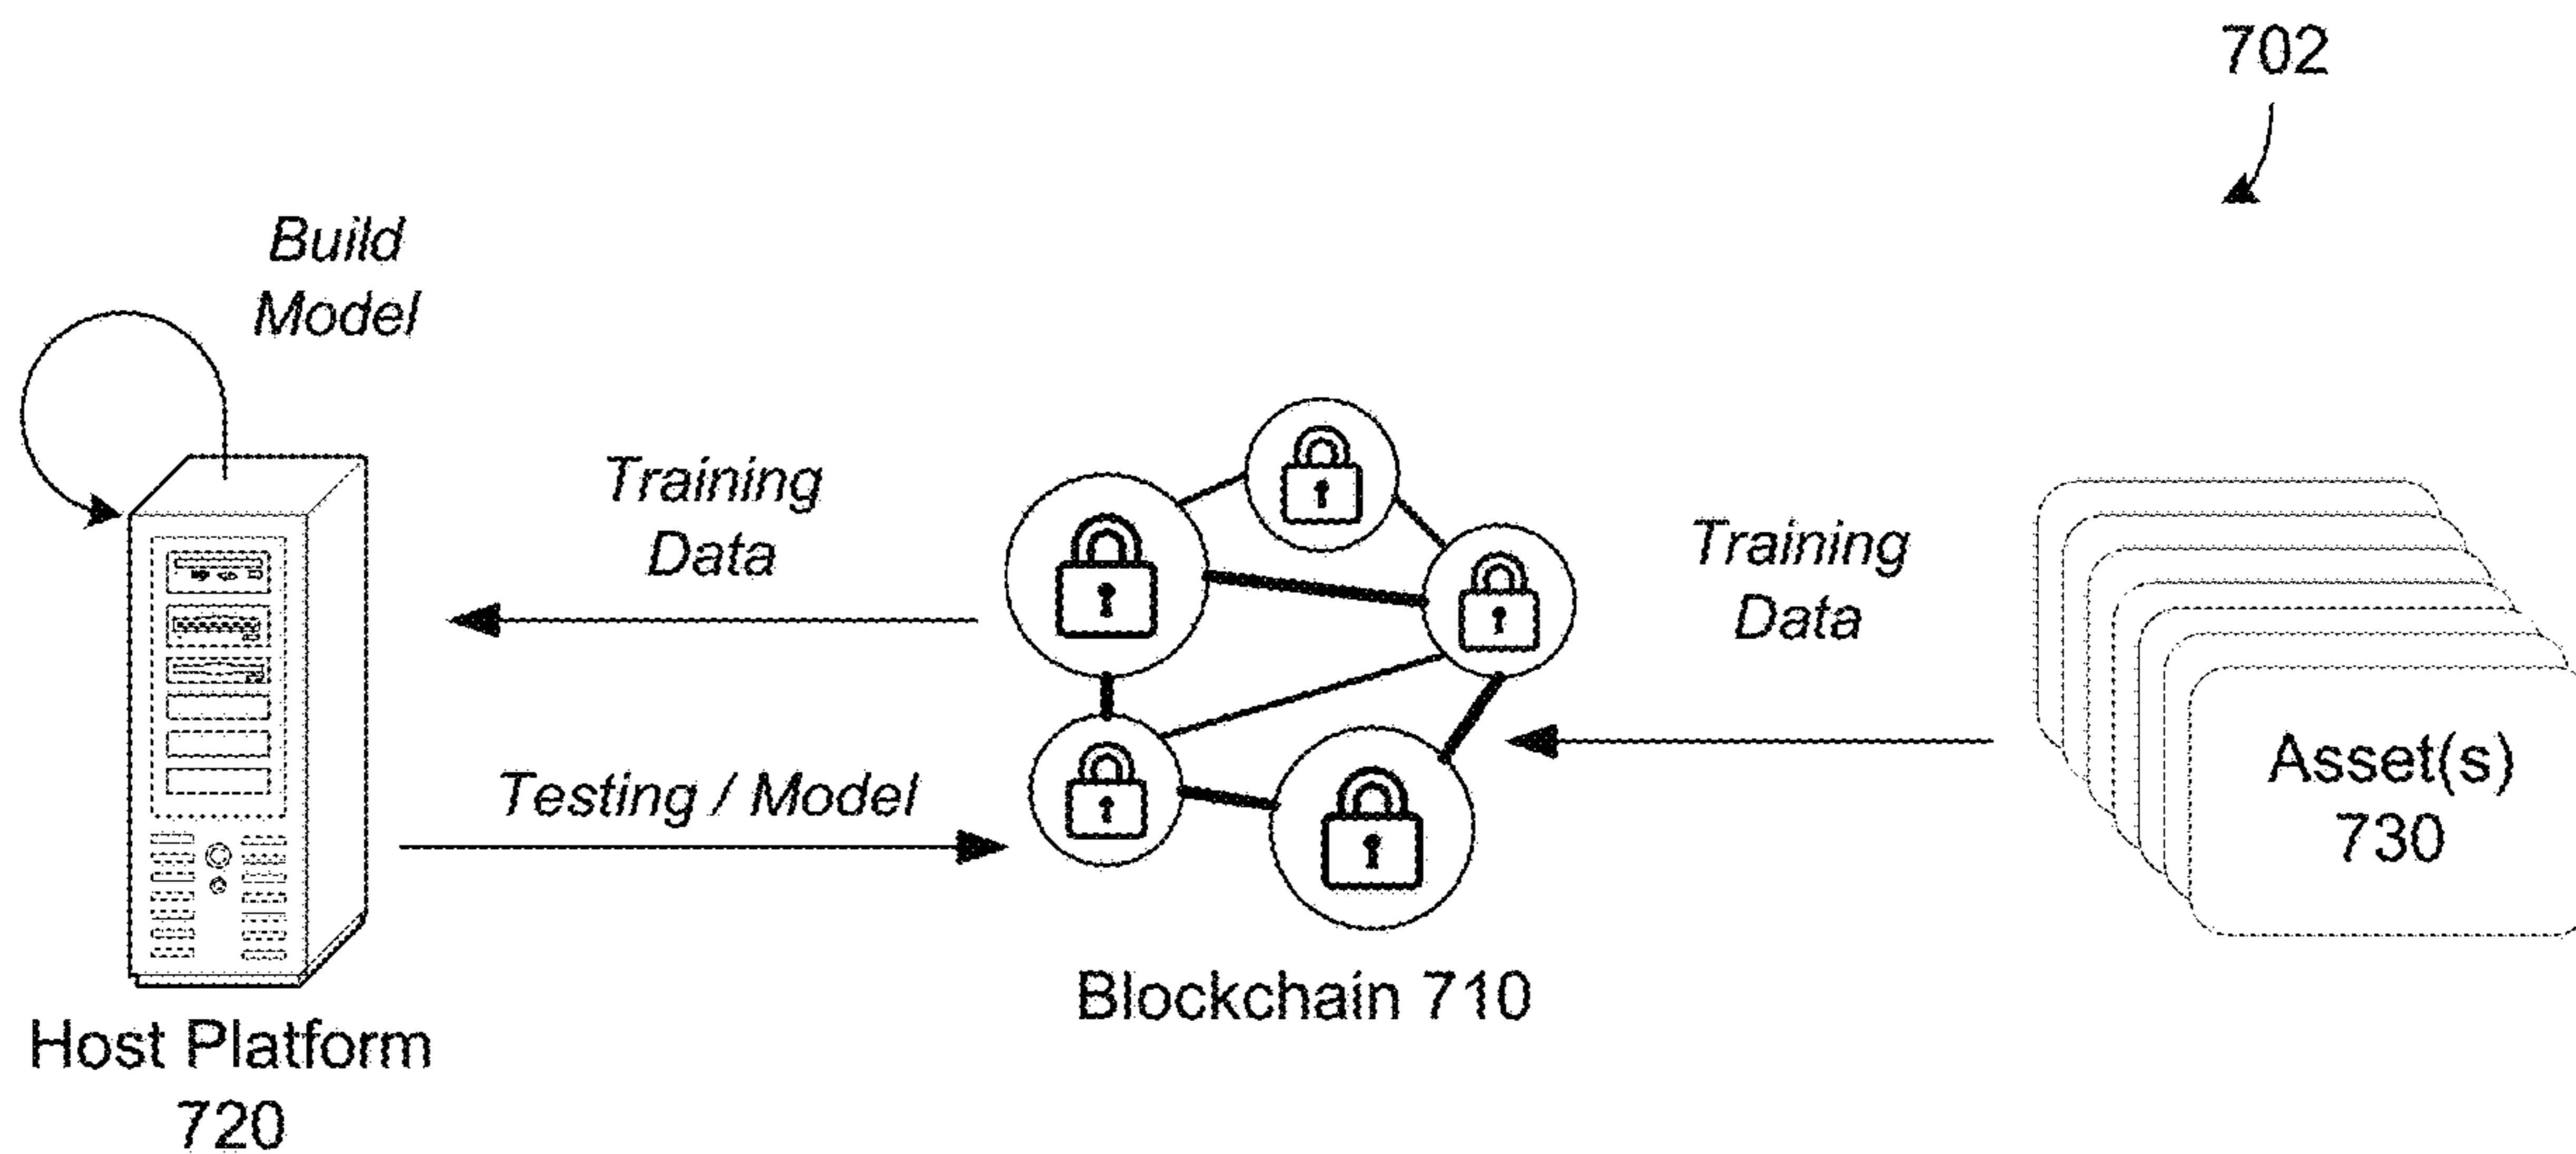 702
Build
Model
Training
Data
Training
Data
Testing / Model
Asset(s)
730
Blockchain 710
Host Platform
720